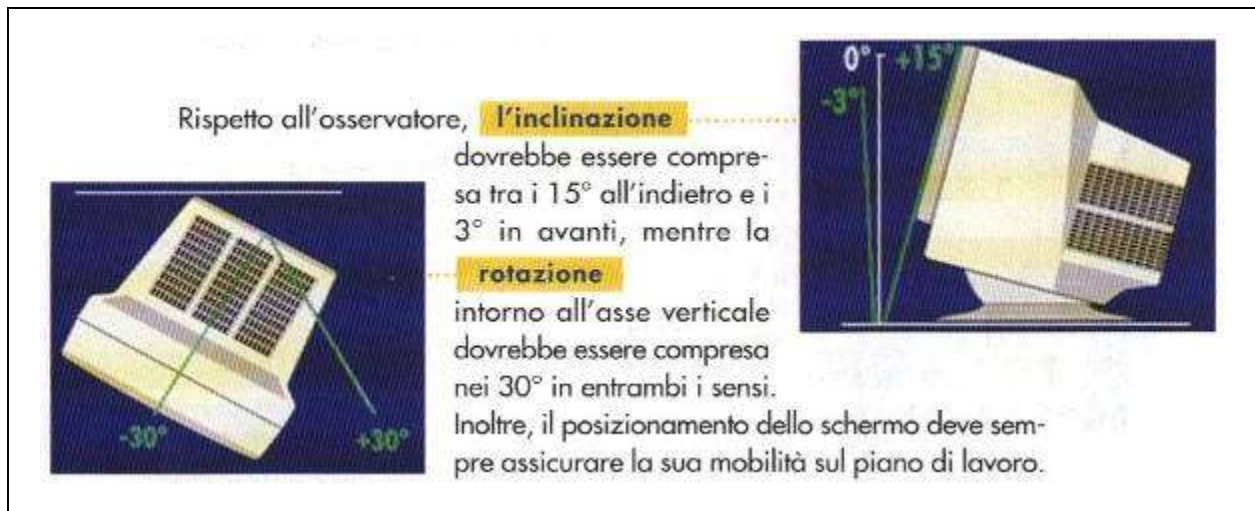 Rispetto all'osservatore, l'inclinazione
dovrebbe essere compre-
sa tra i 15° all'indietro e i
3° in avanti, mentre la
rotazione
intorno all'asse verticale
dovrebbe essere compresa
nei 30° in entrambi i sensi.
Inoltre, il posizionamento dello schermo deve sem-
pre assicurare la sua mobilità sul piano di lavoro.
0° +15°
-3°
-30° +30°